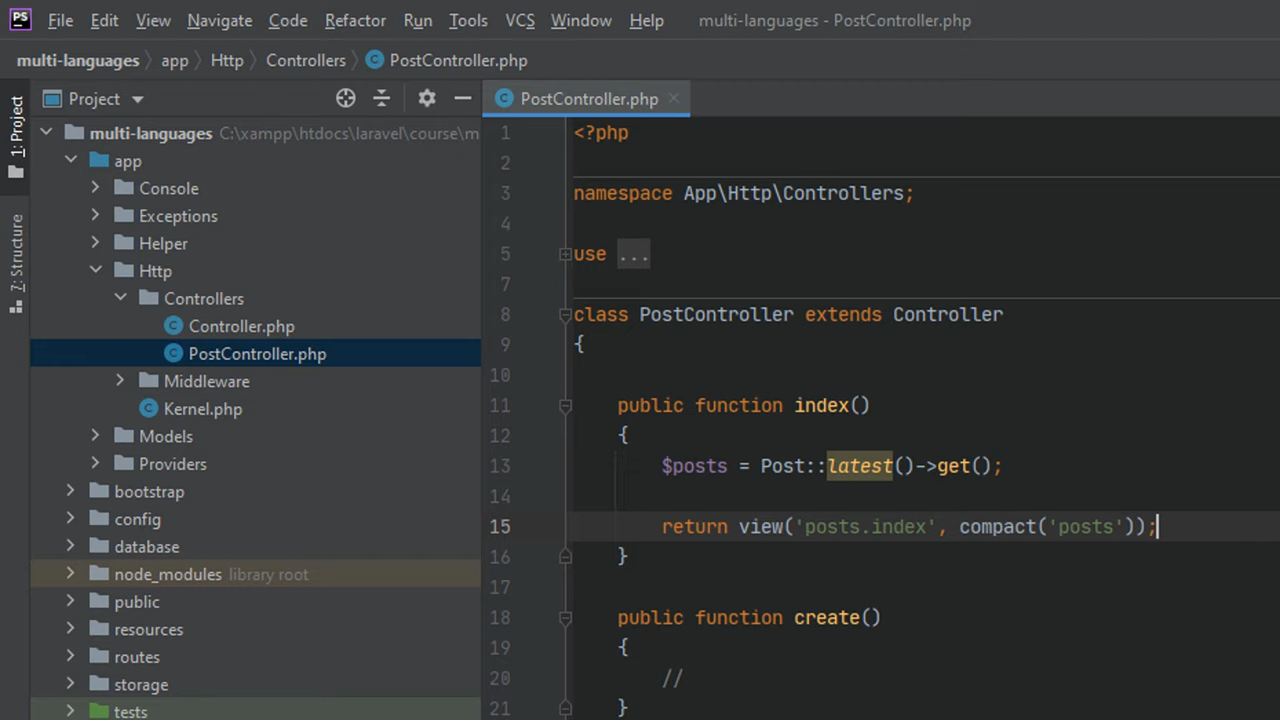 PS File Edit View Navigate Code Refactor Run Tools VCS Window Help multi-languages - PostController.php
multi-languages app Http Controllers C PostController.php
1: Project
7: Structure
Project
multi-languages C:\xampp\htdocs\laravel\course\m
app
Console
Exceptions
Helper
Http
Controllers
C Controller.php
C PostController.php
Middleware
C Kernel.php
Models
Providers
bootstrap
config
database
node_modules library root
public
resources
routes
storage
tests
C PostController.php
1 <?php
2
3 namespace App\Http\Controllers;
4
5 use ...
7
8 class PostController extends Controller
9 {
10
11 public function index()
12 {
13 $posts = Post::latest()->get();
14
15 return view('posts.index', compact('posts'));
16 }
17
18 public function create()
19 {
20 //
21 }